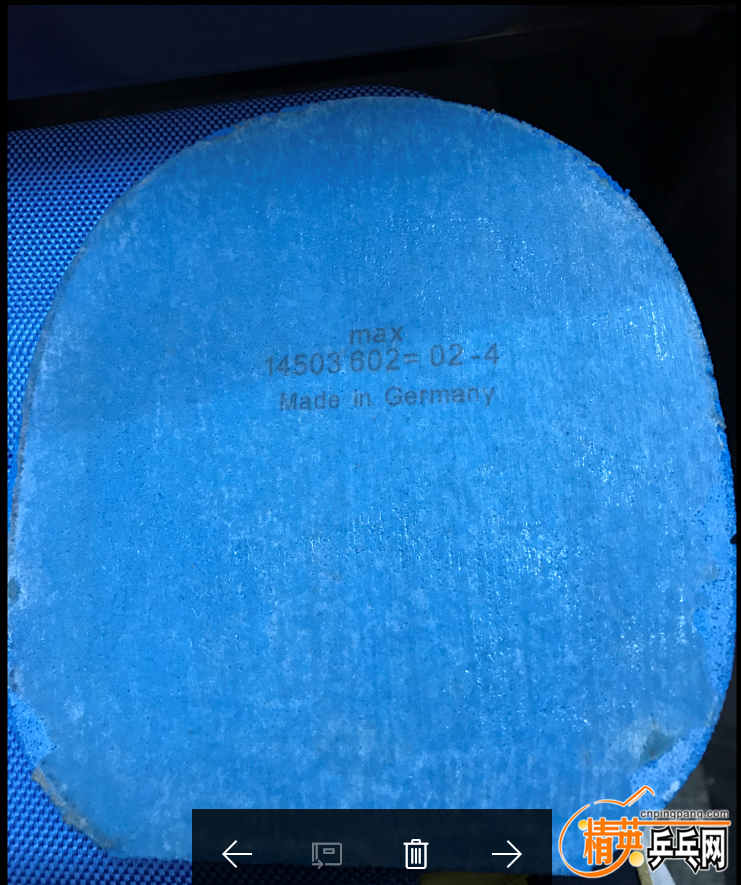 max
14503 602= 02-4
Made in Germany
cnpingpang.com
精英乒乓网